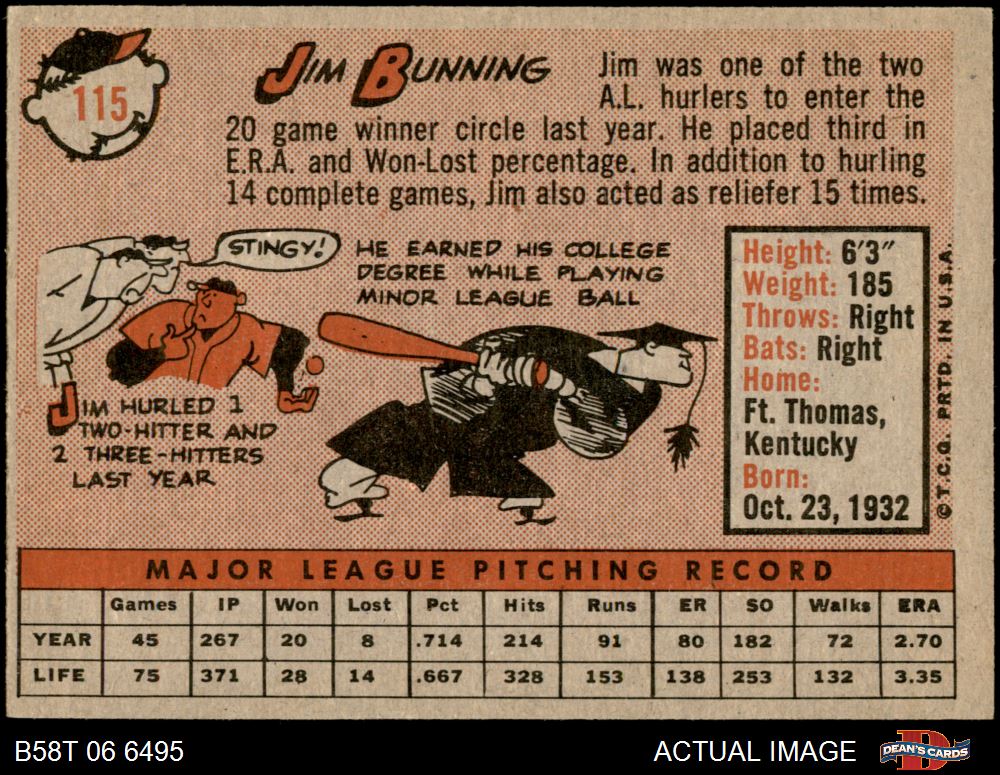 115
JIM BUNNING
Jim was one of the two
A.L. hurlers to enter the
20 game winner circle last year. He placed third in
E.R.A. and Won-Lost percentage. In addition to hurling
14 complete games, Jim also acted as reliefer 15 times.
STINGY!
JIM HURLED 1
TWO-HITTER AND
2 THREE-HITTERS
LAST YEAR
HE EARNED HIS COLLEGE
DEGREE WHILE PLAYING
MINOR LEAGUE BALL
Height: 6'3"
Weight: 185
Throws: Right
Bats: Right
Home:
Ft. Thomas,
Kentucky
Born:
Oct. 23, 1932
© T.C.G. PRTD. IN U.S.A.
MAJOR LEAGUE PITCHING RECORD
Games IP Won Lost Pct Hits Runs ER SO Walks ERA
YEAR 45 267 20 8 .714 214 91 80 182 72 2.70
LIFE 75 371 28 14 .667 328 153 138 253 132 3.35
B58T 06 6495
ACTUAL IMAGE
DEAN'S CARDS